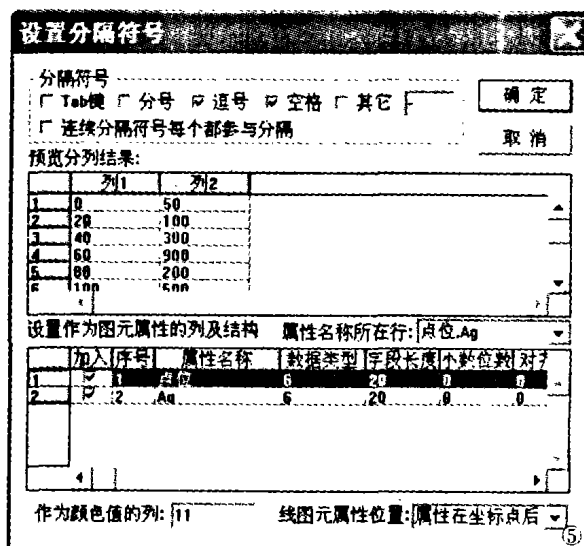 设置分隔符号
分隔符号
Tab键 分号 逗号 空格 其它
连续分隔符号每个都参与分隔
确 定
取 消
预览分列结果:
列1 列2
1 0 50
2 20 100
3 40 300
4 60 900
5 80 200
6 100 500
设置作为图元属性的列及结构 属性名称所在行: 点位,Ag
加入 序号 属性名称 数据类型 字段长度 小数位数 对齐
1 1 点位 6 20 0 0
2 2 Ag 6 20 0 0
作为颜色值的列: 11 线图元属性位置: 属性在坐标点后
⑤